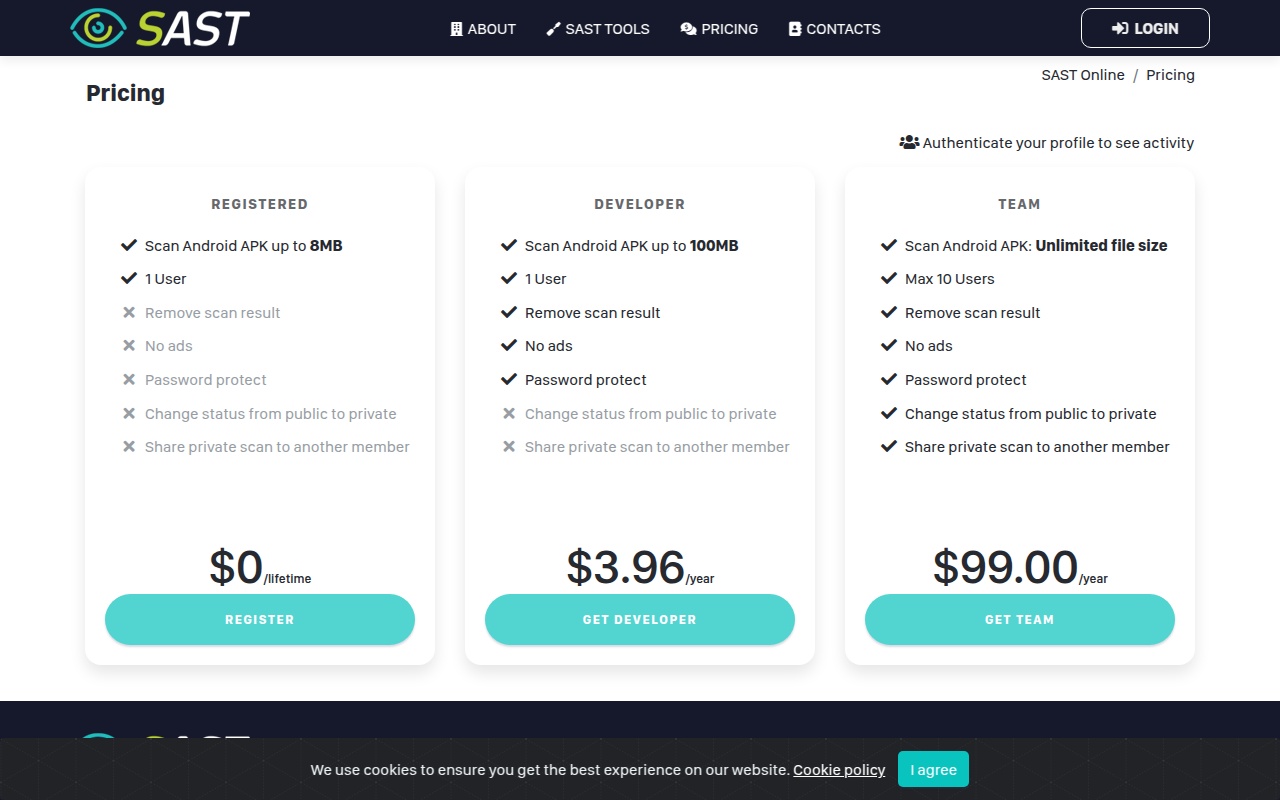 SAST
ABOUT
SAST TOOLS
PRICING
CONTACTS
LOGIN
SAST Online / Pricing
Pricing
Authenticate your profile to see activity
REGISTERED
Scan Android APK up to 8MB
1 User
Remove scan result
No ads
Password protect
Change status from public to private
Share private scan to another member
$0/lifetime
REGISTER
DEVELOPER
Scan Android APK up to 100MB
1 User
Remove scan result
No ads
Password protect
Change status from public to private
Share private scan to another member
$3.96/year
GET DEVELOPER
TEAM
Scan Android APK: Unlimited file size
Max 10 Users
Remove scan result
No ads
Password protect
Change status from public to private
Share private scan to another member
$99.00/year
GET TEAM
We use cookies to ensure you get the best experience on our website. Cookie policy
I agree